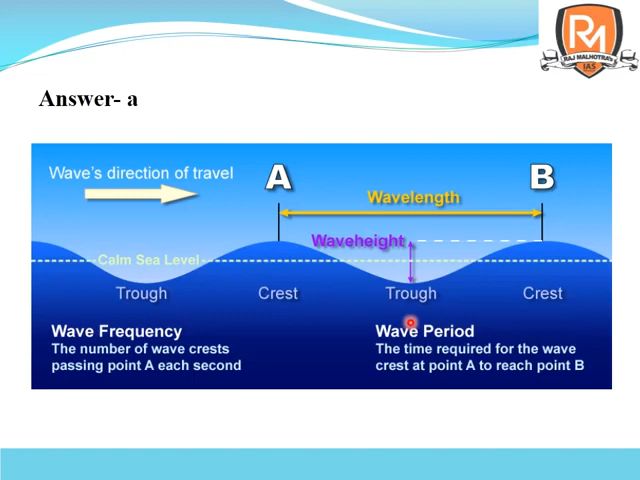 RM
RAJ MALHOTRA's
IAS
Answer- a
Wave's direction of travel
A
B
Wavelength
Waveheight
Calm Sea Level
Trough
Crest
Trough
Crest
Wave Frequency
The number of wave crests
passing point A each second
Wave Period
The time required for the wave
crest at point A to reach point B